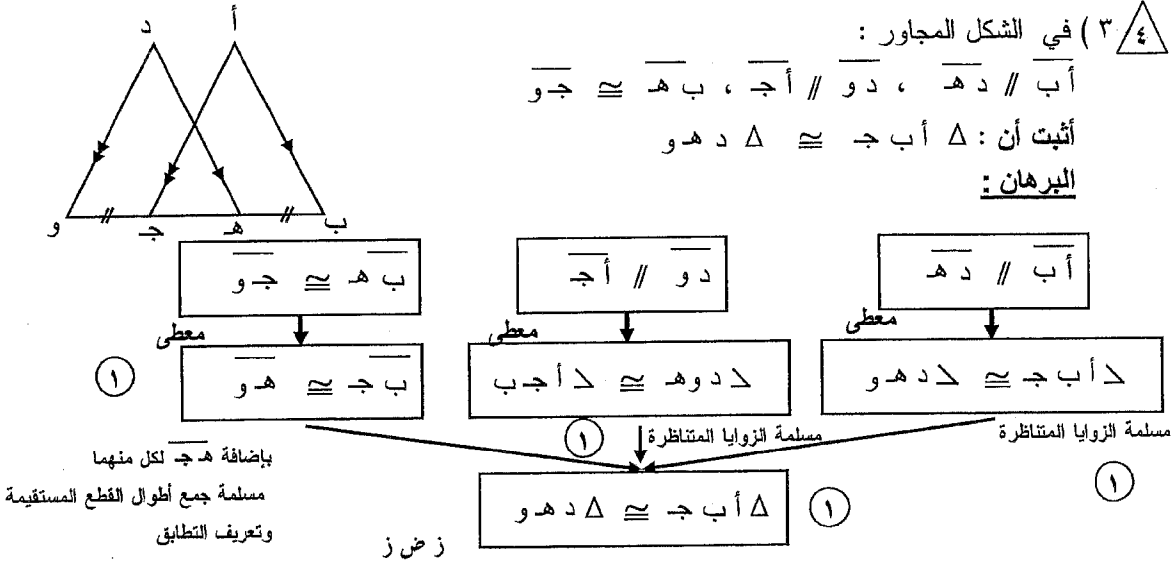 ٤ ٣ ) في الشكل المجاور :
أ ب // د هـ ، د و // أ جـ ، ب هـ ≅ جـ و
أثبت أن : Δ أ ب جـ ≅ Δ د هـ و
البرهان :
أ د
ب هـ جـ و
أ ب // د هـ
د و // أ جـ
ب هـ ≅ جـ و
معطى
معطى
معطى
∠ أ ب جـ ≅ ∠ د هـ و
∠ د و هـ ≅ ∠ أ جـ ب
ب جـ ≅ هـ و
١
مسلمة الزوايا المتناظرة
١
مسلمة الزوايا المتناظرة
١
بإضافة هـ جـ لكل منهما
مسلمة جمع أطوال القطع المستقيمة
وتعريف التطابق
Δ أ ب جـ ≅ Δ د هـ و
١
ز ض ز